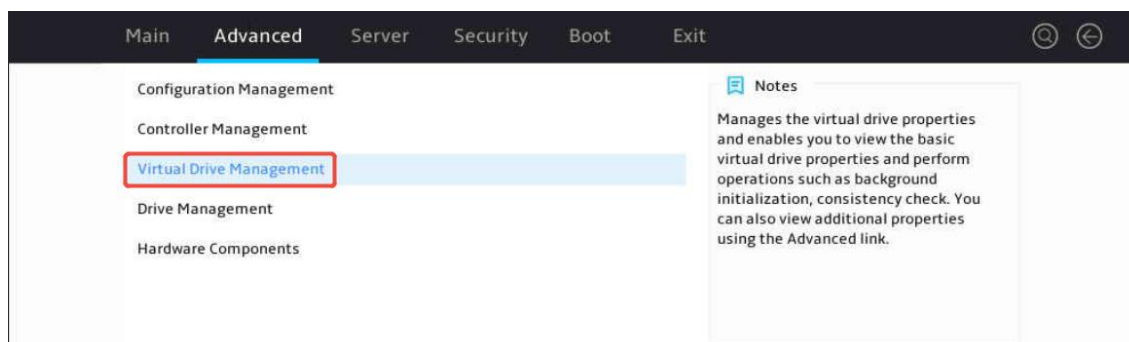 Main Advanced Server Security Boot Exit
Configuration Management
Controller Management
Virtual Drive Management
Drive Management
Hardware Components
Notes
Manages the virtual drive properties
and enables you to view the basic
virtual drive properties and perform
operations such as background
initialization, consistency check. You
can also view additional properties
using the Advanced link.